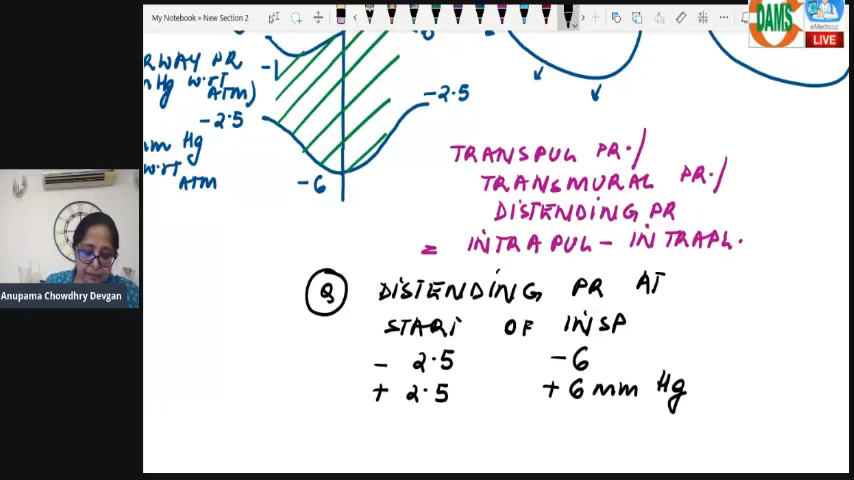 My Notebook > New Section 2
DAMS
eMedicoz
LIVE
RWAY PR
m Hg w.r.t
ATM)
-1
-2.5
-2.5
mm Hg
w.r.t
ATM
-6
TRANSPUL PR./
TRANSMURAL PR./
DISTENDING PR
= INTRAPUL - INTRAPL.
Q DISTENDING PR AT
START OF INSP
- 2.5 -6
+ 2.5 +6 mm Hg
Anupama Chowdhry Devgan